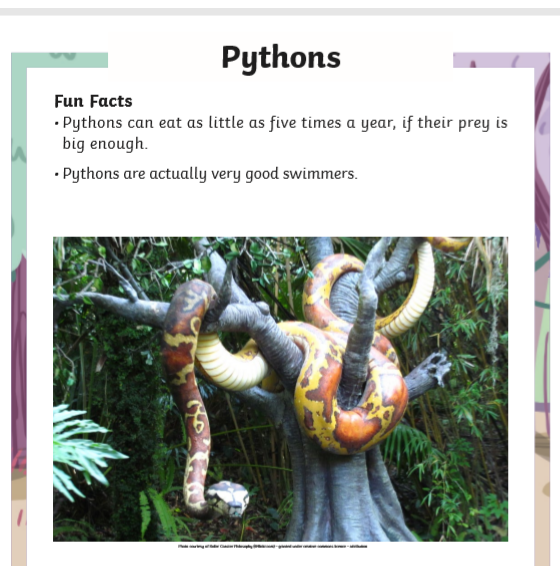 Pythons
Fun Facts
• Pythons can eat as little as five times a year, if their prey is
big enough.
• Pythons are actually very good swimmers.